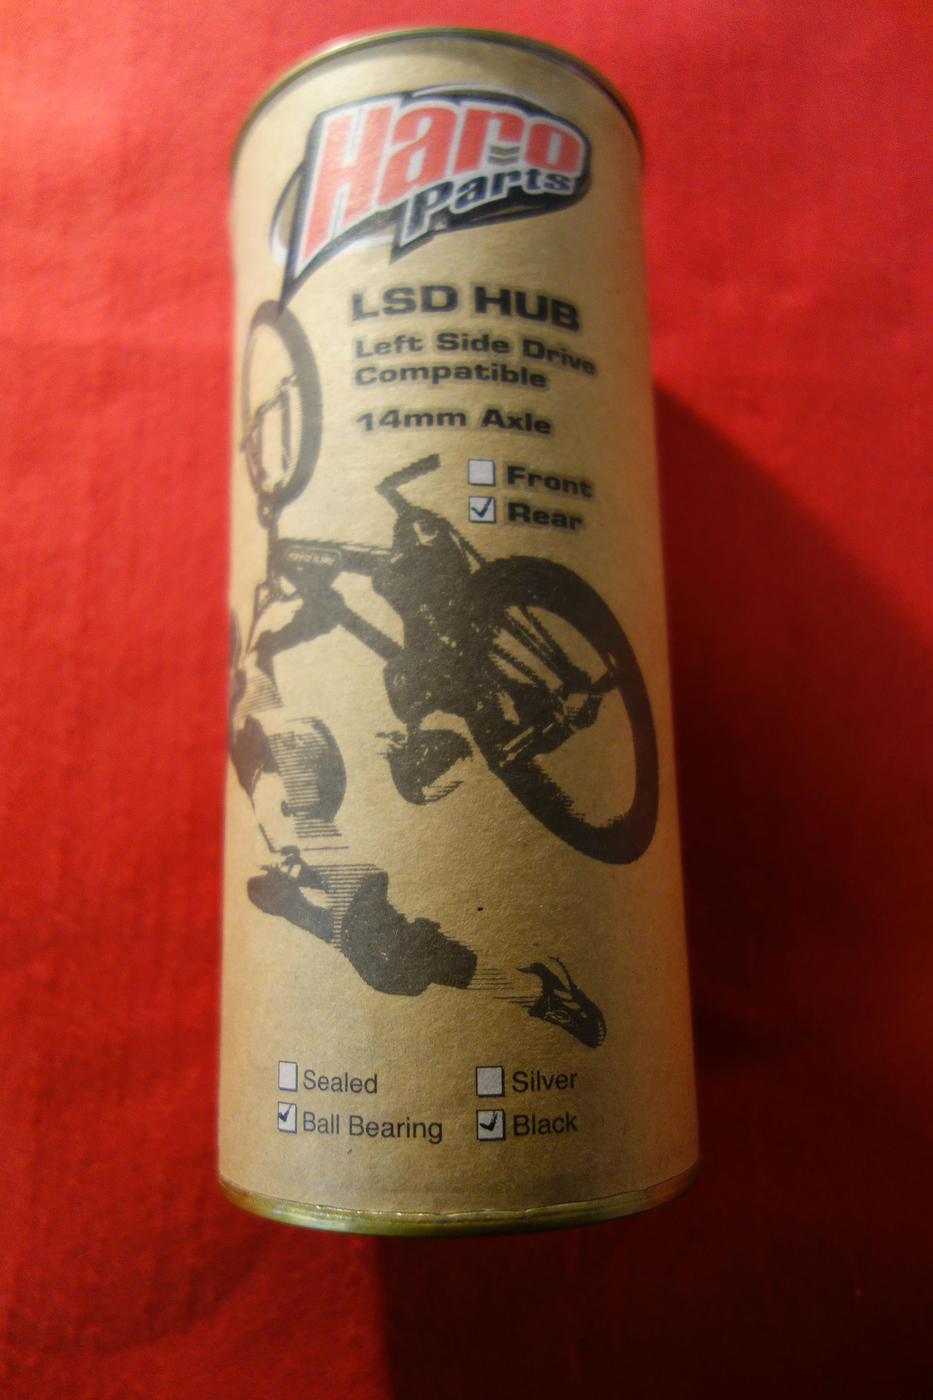 Haro
Parts
LSD HUB
Left Side Drive
Compatible
14mm Axle
Front
Rear
Sealed
Silver
Ball Bearing
Black